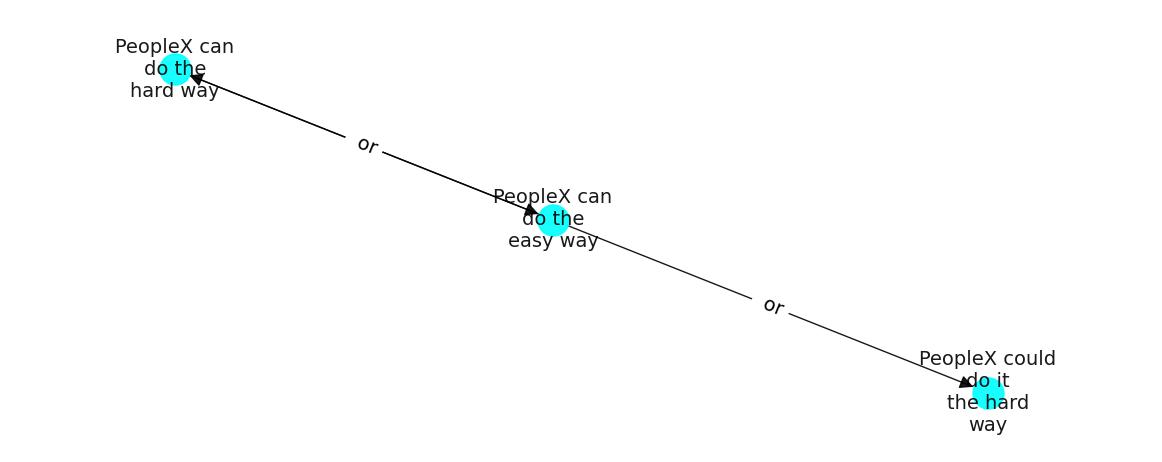 PeopleX can
do the
hard way
or
PeopleX can
do the
easy way
or
PeopleX could
do it
the hard
way